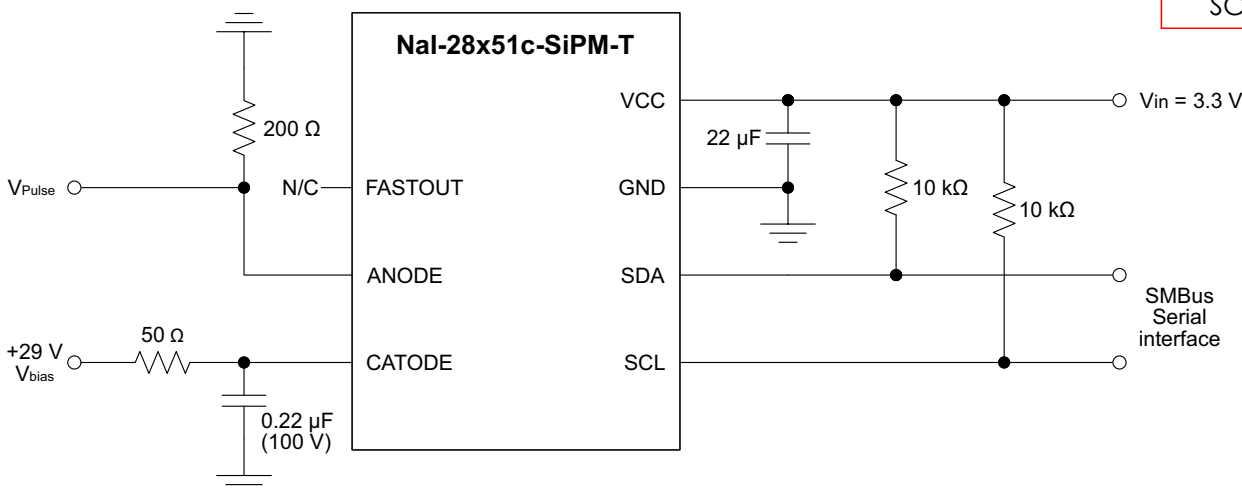 SC
NaI-28x51c-SiPM-T
VCC
Vin = 3.3 V
200 Ω
22 µF
VPulse
N/C
FASTOUT
GND
10 kΩ
10 kΩ
ANODE
SDA
SMBus
Serial
interface
50 Ω
+29 V
Vbias
CATODE
SCL
0.22 µF
(100 V)